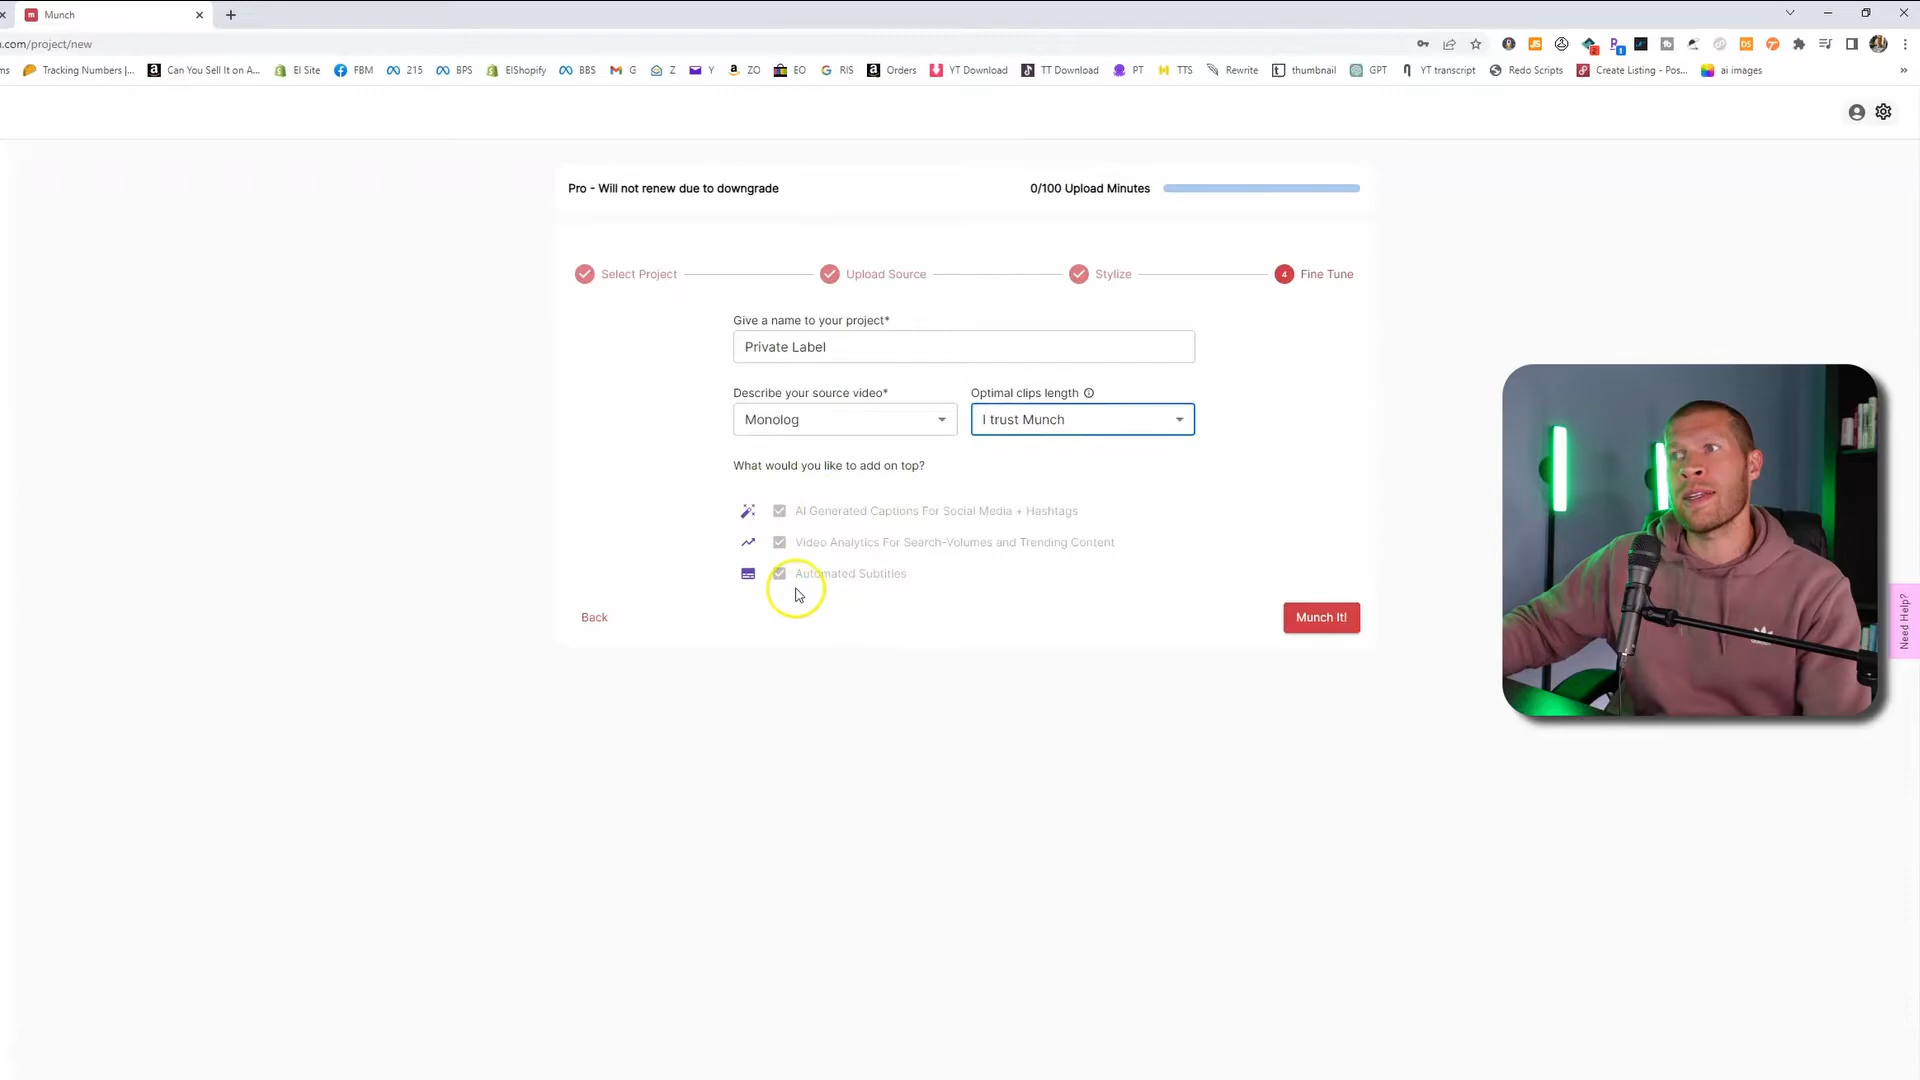 Munch
.com/project/new
ms
Tracking Numbers |...
Can You Sell It on A...
EI Site
FBM
215
BPS
EIShopify
BBS
G
Z
Y
ZO
EO
RIS
Orders
YT Download
TT Download
PT
TTS
Rewrite
thumbnail
GPT
YT transcript
Redo Scripts
Create Listing - Pos...
ai images
»
Pro - Will not renew due to downgrade
0/100 Upload Minutes
Select Project
Upload Source
Stylize
4 Fine Tune
Give a name to your project*
Private Label
Describe your source video*
Optimal clips length
Monolog
I trust Munch
What would you like to add on top?
AI Generated Captions For Social Media + Hashtags
Video Analytics For Search-Volumes and Trending Content
Automated Subtitles
Back
Munch It!
Need Help?